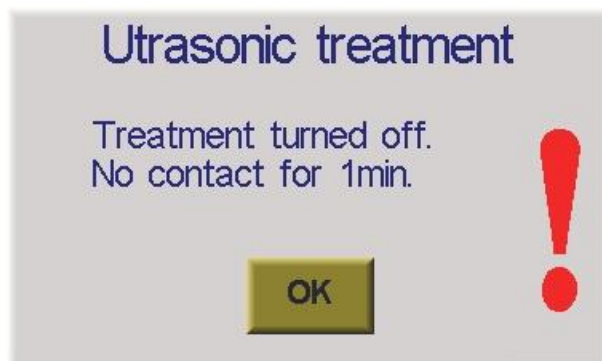 Utrasonic treatment
Treatment turned off.
No contact for 1min.
OK